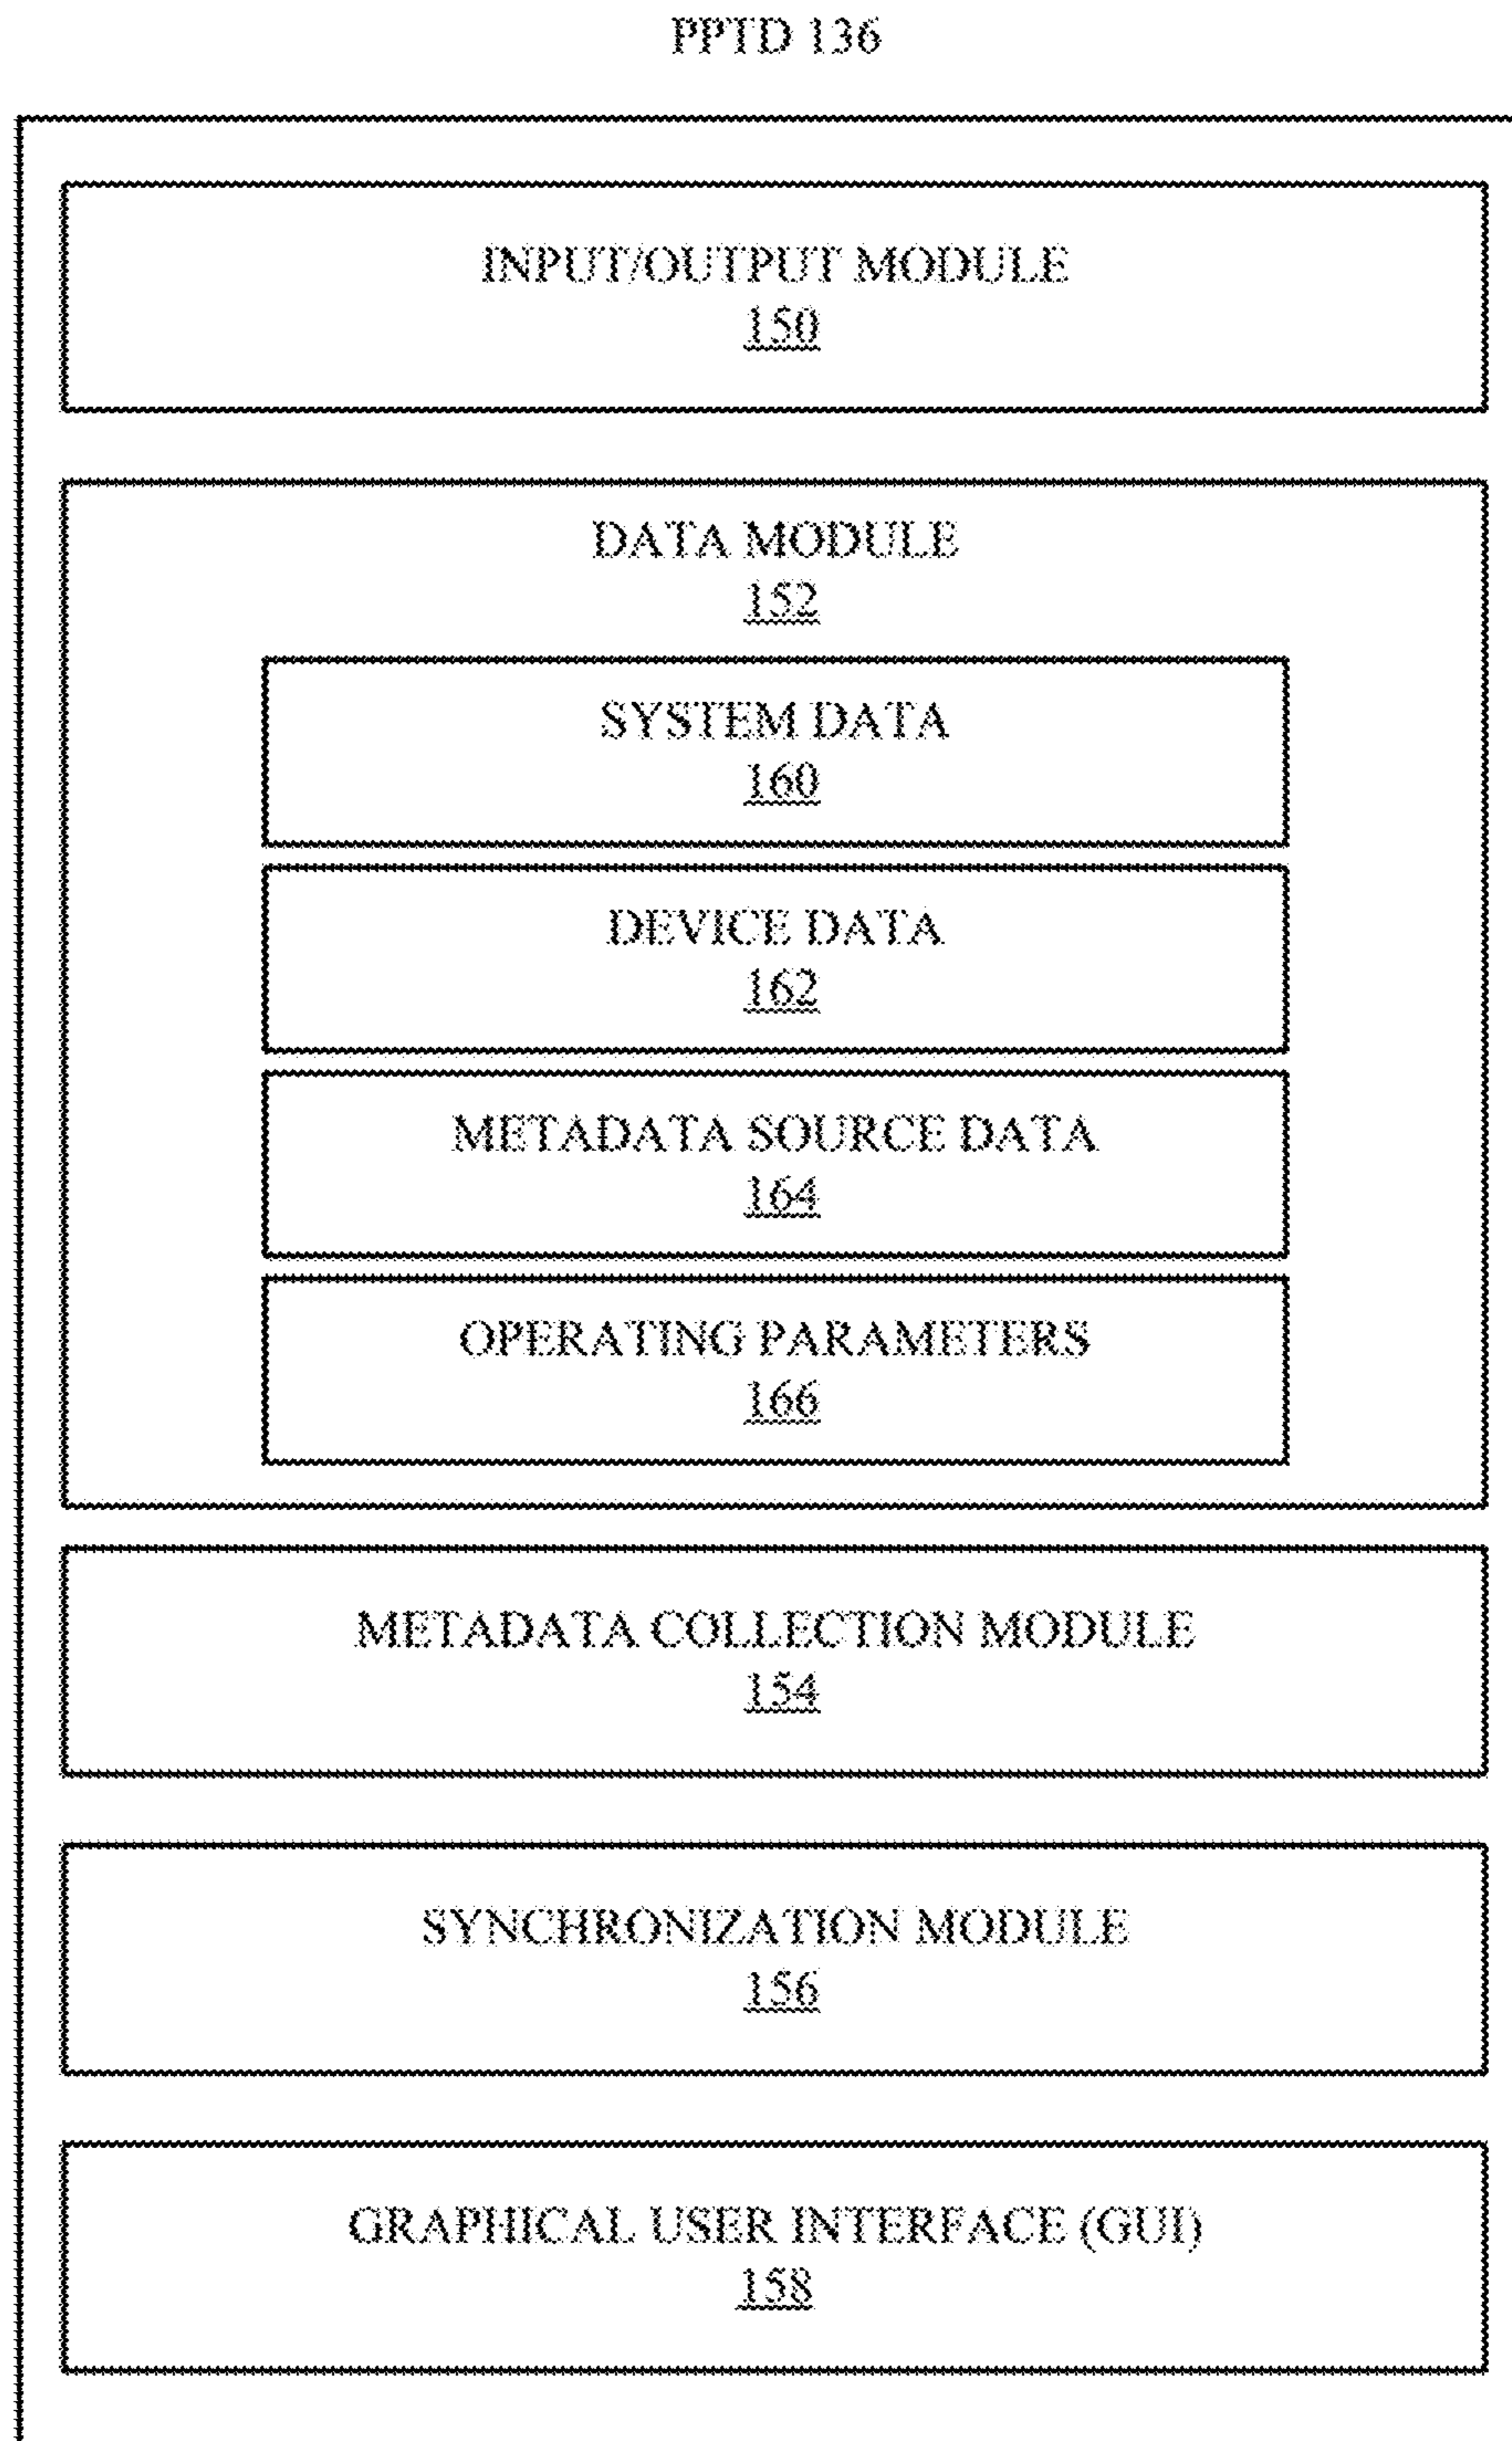 PPTD 136
INPUT/OUTPUT MODULE
150
DATA MODULE
152
SYSTEM DATA
160
DEVICE DATA
162
METADATA SOURCE DATA
164
OPERATING PARAMETERS
166
METADATA COLLECTION MODULE
154
SYNCHRONIZATION MODULE
156
GRAPHICAL USER INTERFACE (GUI)
158